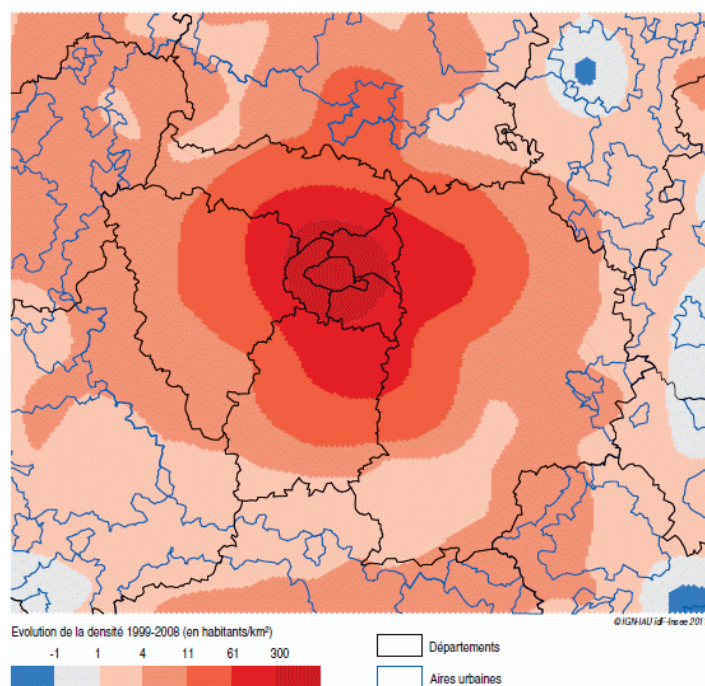 ©IGN-IAU îdF-Insee 201
Evolution de la densité 1999-2008 (en habitants/km²)
-1 1 4 11 61 300
Départements
Aires urbaines